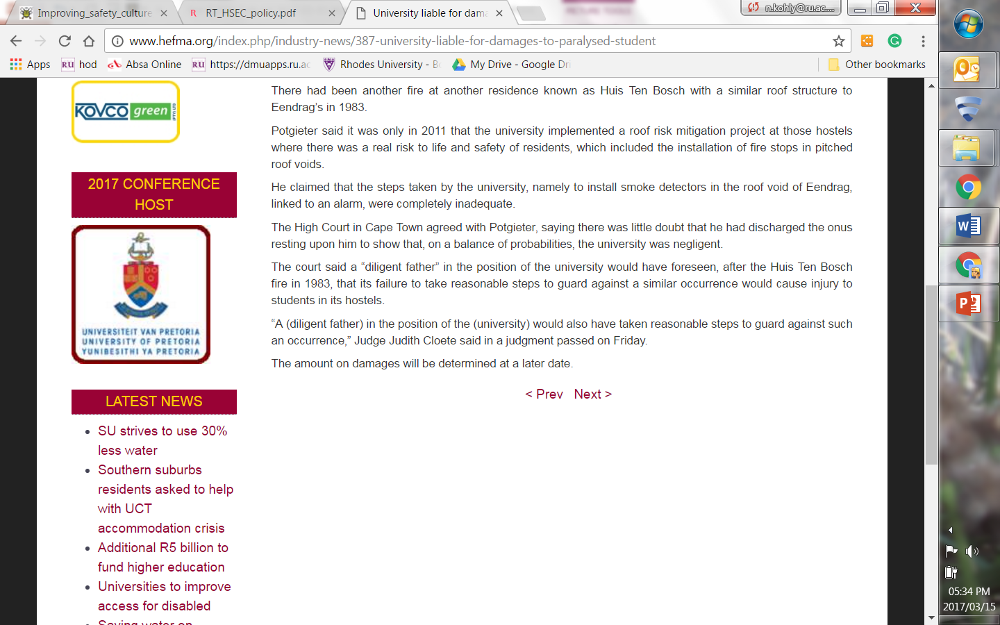 Improving_safety_culture
RT_HSEC_policy.pdf
University liable for dama
n.kohly@ru.ac....
www.hefma.org/index.php/industry-news/387-university-liable-for-damages-to-paralysed-student
Apps
RU hod
Absa Online
RU https://dmuapps.ru.ac
Rhodes University - Bo
My Drive - Google Dri
Other bookmarks
KOVCO green (PTY) LTD
2017 CONFERENCE
HOST
UNIVERSITEIT VAN PRETORIA
UNIVERSITY OF PRETORIA
YUNIBESITHI YA PRETORIA
LATEST NEWS
SU strives to use 30%
less water
Southern suburbs
residents asked to help
with UCT
accommodation crisis
Additional R5 billion to
fund higher education
Universities to improve
access for disabled
Saving water on
There had been another fire at another residence known as Huis Ten Bosch with a similar roof structure to
Eendrag’s in 1983.
Potgieter said it was only in 2011 that the university implemented a roof risk mitigation project at those hostels
where there was a real risk to life and safety of residents, which included the installation of fire stops in pitched
roof voids.
He claimed that the steps taken by the university, namely to install smoke detectors in the roof void of Eendrag,
linked to an alarm, were completely inadequate.
The High Court in Cape Town agreed with Potgieter, saying there was little doubt that he had discharged the onus
resting upon him to show that, on a balance of probabilities, the university was negligent.
The court said a “diligent father” in the position of the university would have foreseen, after the Huis Ten Bosch
fire in 1983, that its failure to take reasonable steps to guard against a similar occurrence would cause injury to
students in its hostels.
“A (diligent father) in the position of the (university) would also have taken reasonable steps to guard against such
an occurrence,” Judge Judith Cloete said in a judgment passed on Friday.
The amount on damages will be determined at a later date.
< Prev Next >
05:34 PM
2017/03/15